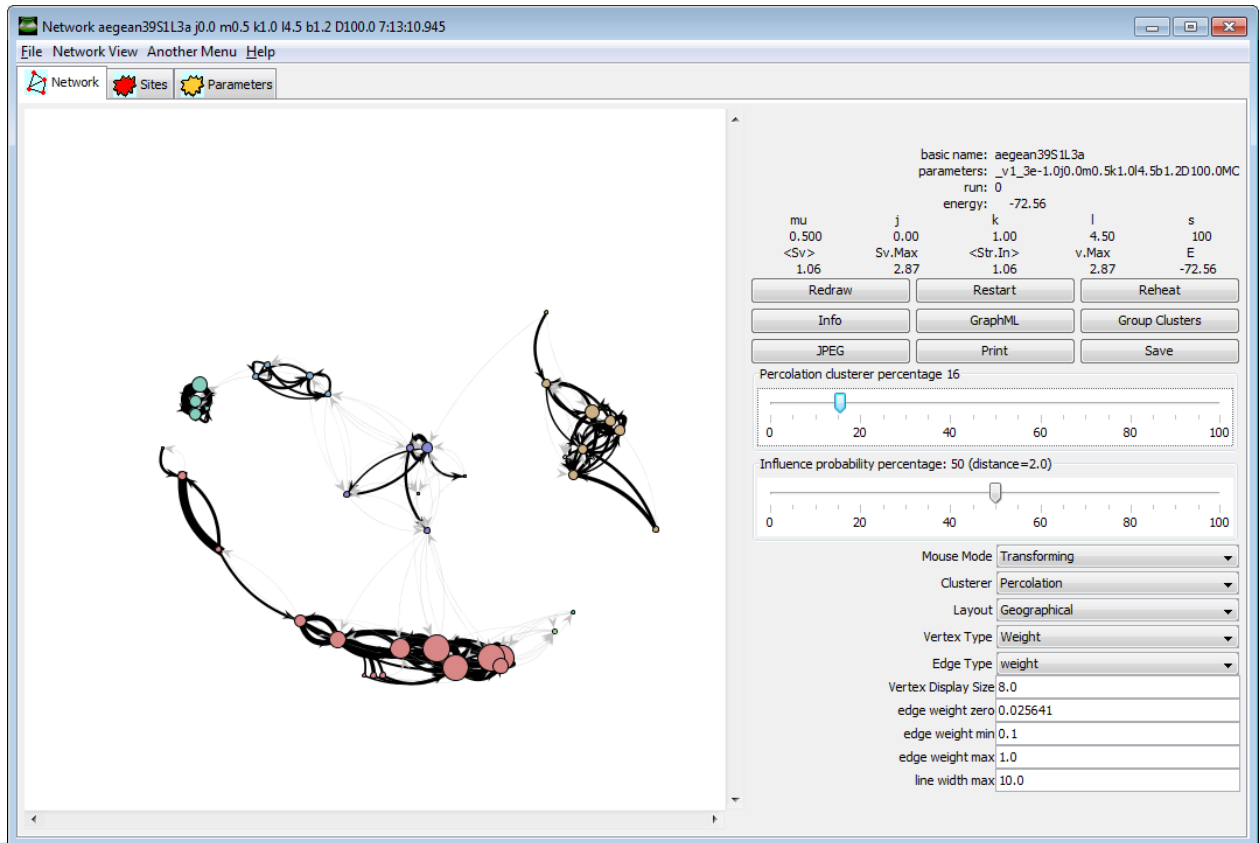 Network aegean39S1L3a j0.0 m0.5 k1.0 l4.5 b1.2 D100.0 7:13:10.945
File Network View Another Menu Help
Network Sites Parameters
basic name: aegean39S1L3a
parameters: _v1_3e-1.0j0.0m0.5k1.0l4.5b1.2D100.0MC
run: 0
energy: -72.56
mu j k l s
0.500 0.00 1.00 4.50 100
<Sv> Sv.Max <Str.In> v.Max E
1.06 2.87 1.06 2.87 -72.56
Redraw Restart Reheat
Info GraphML Group Clusters
JPEG Print Save
Percolation clusterer percentage 16
0 20 40 60 80 100
Influence probability percentage: 50 (distance=2.0)
0 20 40 60 80 100
Mouse Mode Transforming
Clusterer Percolation
Layout Geographical
Vertex Type Weight
Edge Type weight
Vertex Display Size 8.0
edge weight zero 0.025641
edge weight min 0.1
edge weight max 1.0
line width max 10.0